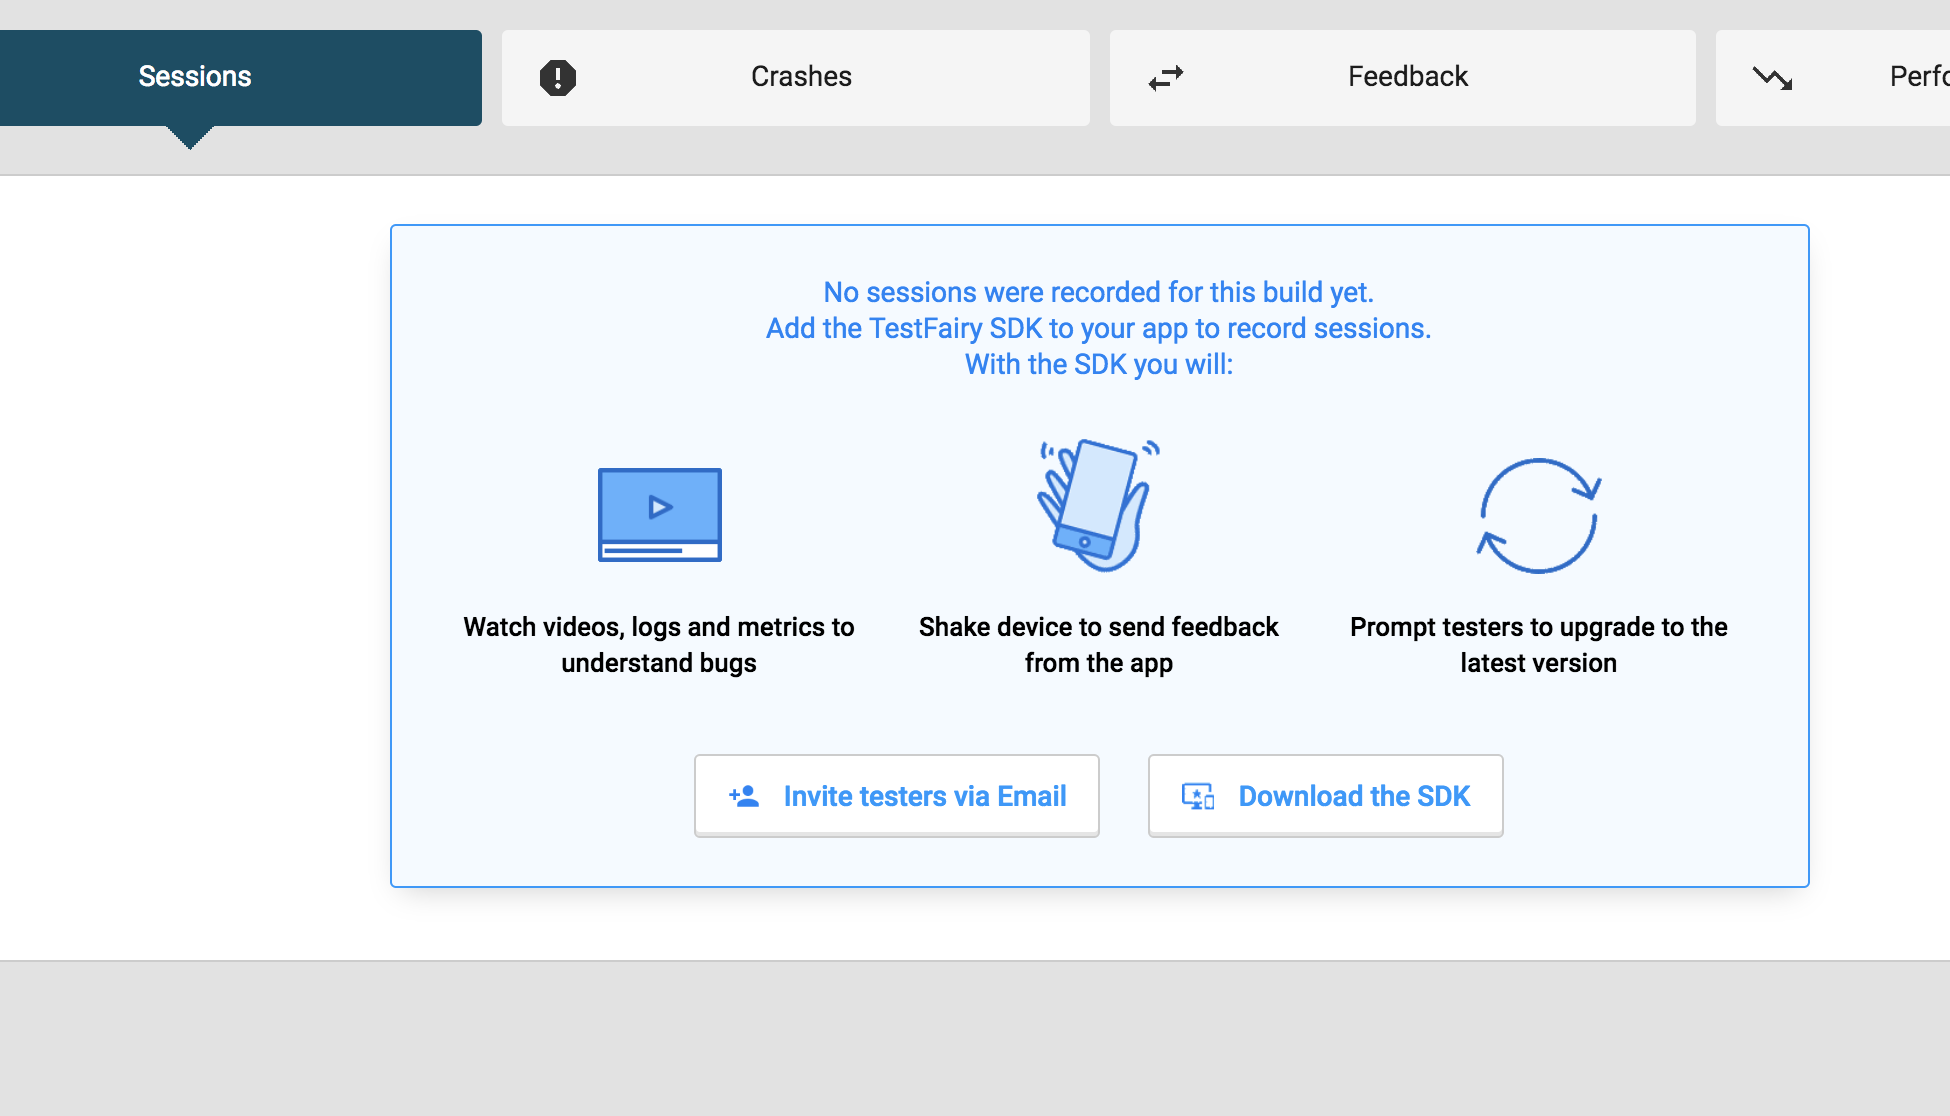 Sessions
Crashes
Feedback
Perfo
No sessions were recorded for this build yet.
Add the TestFairy SDK to your app to record sessions.
With the SDK you will:
Watch videos, logs and metrics to
understand bugs
Shake device to send feedback
from the app
Prompt testers to upgrade to the
latest version
Invite testers via Email
Download the SDK